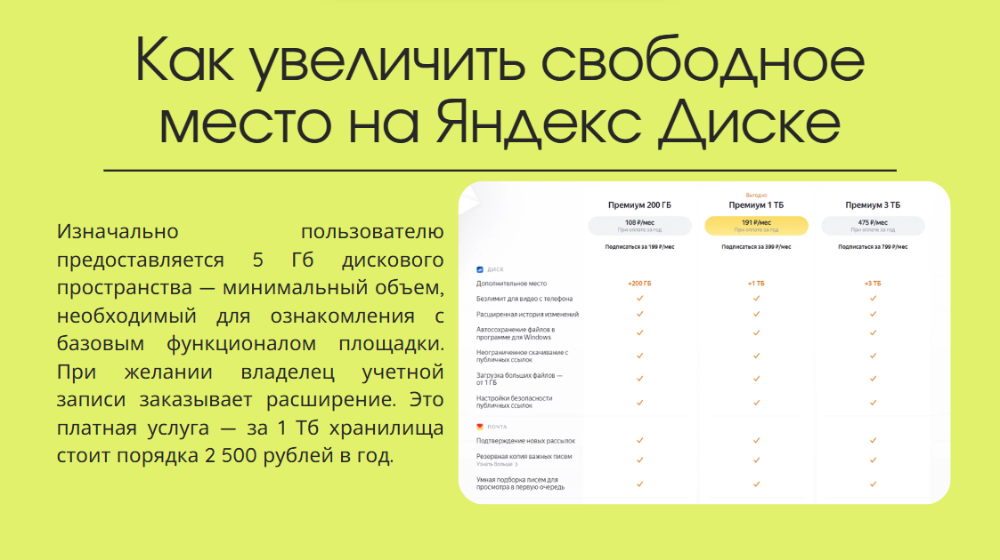 Как увеличить свободное
место на Яндекс Диске
Изначально пользователю
предоставляется 5 Гб дискового
пространства — минимальный объем,
необходимый для ознакомления с
базовым функционалом площадки.
При желании владелец учетной
записи заказывает расширение. Это
платная услуга — за 1 Тб хранилища
стоит порядка 2 500 рублей в год.
Выгодно
Премиум 200 ГБ Премиум 1 ТБ Премиум 3 ТБ
108 ₽/мес 191 ₽/мес 475 ₽/мес
При оплате за год При оплате за год При оплате за год
Подписаться за 199 ₽/мес Подписаться за 399 ₽/мес Подписаться за 799 ₽/мес
ДИСК
Дополнительное место +200 ГБ +1 ТБ +3 ТБ
Безлимит для видео с телефона
Расширенная история изменений
Автосохранение файлов в
программе для Windows
Неограниченное скачивание с
публичных ссылок
Загрузка больших файлов —
от 1 ГБ
Настройки безопасности
публичных ссылок
ПОЧТА
Подтверждение новых рассылок
Резервная копия важных писем
Узнать больше >
Умная подборка писем для
просмотра в первую очередь